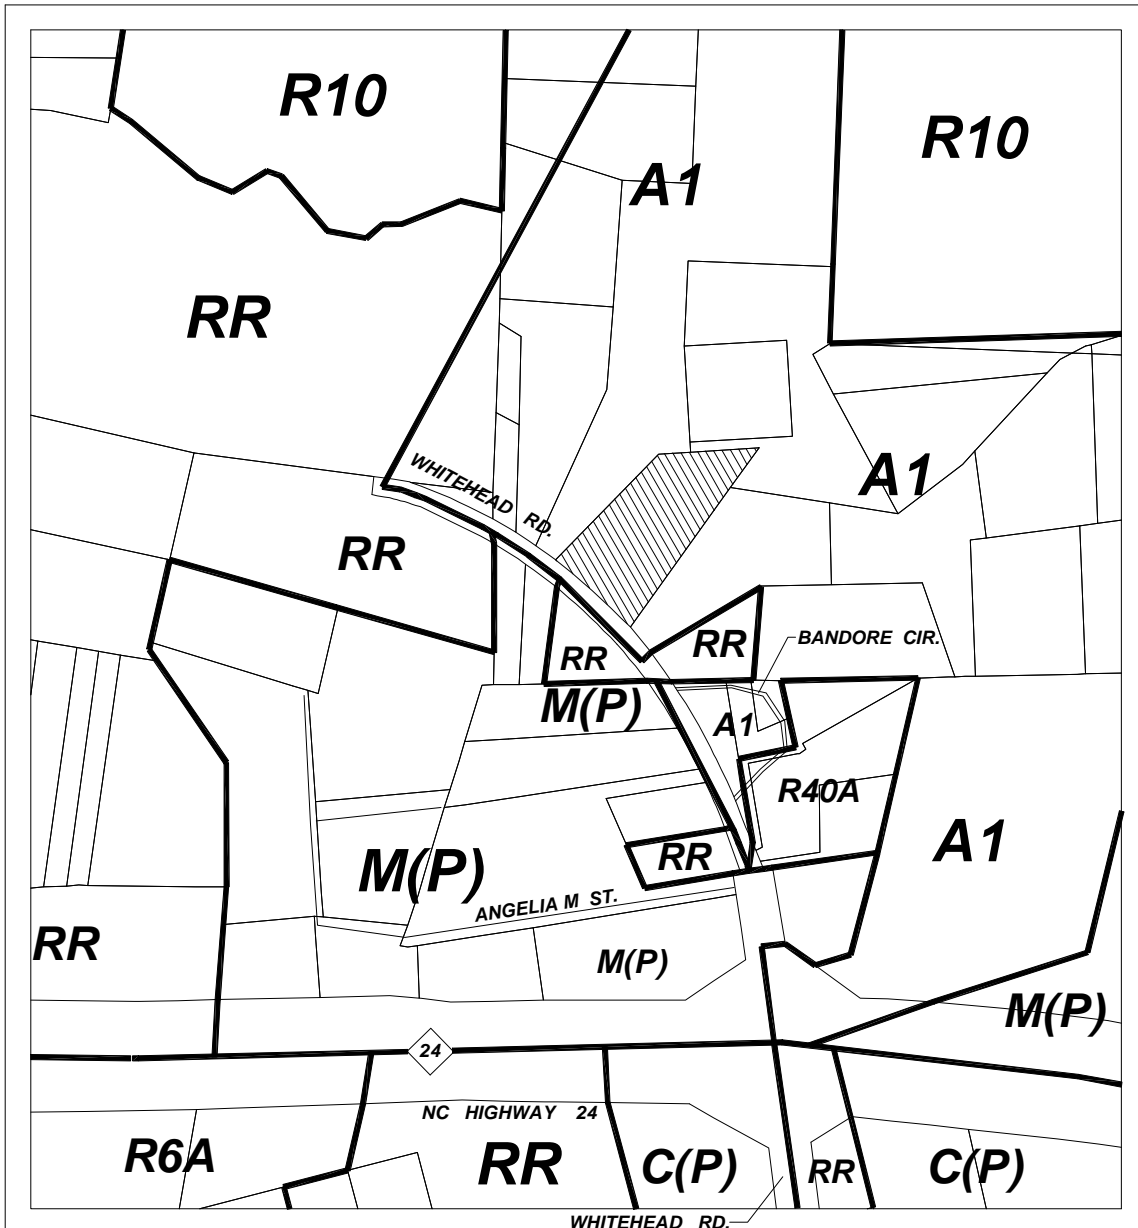 R10
R10
A1
RR
WHITEHEAD RD.
A1
RR
RR
RR
BANDORE CIR.
M(P)
A1
R40A
A1
RR
M(P)
ANGELIA M ST.
RR
M(P)
M(P)
24
NC HIGHWAY 24
R6A
RR
C(P)
RR
C(P)
WHITEHEAD RD.